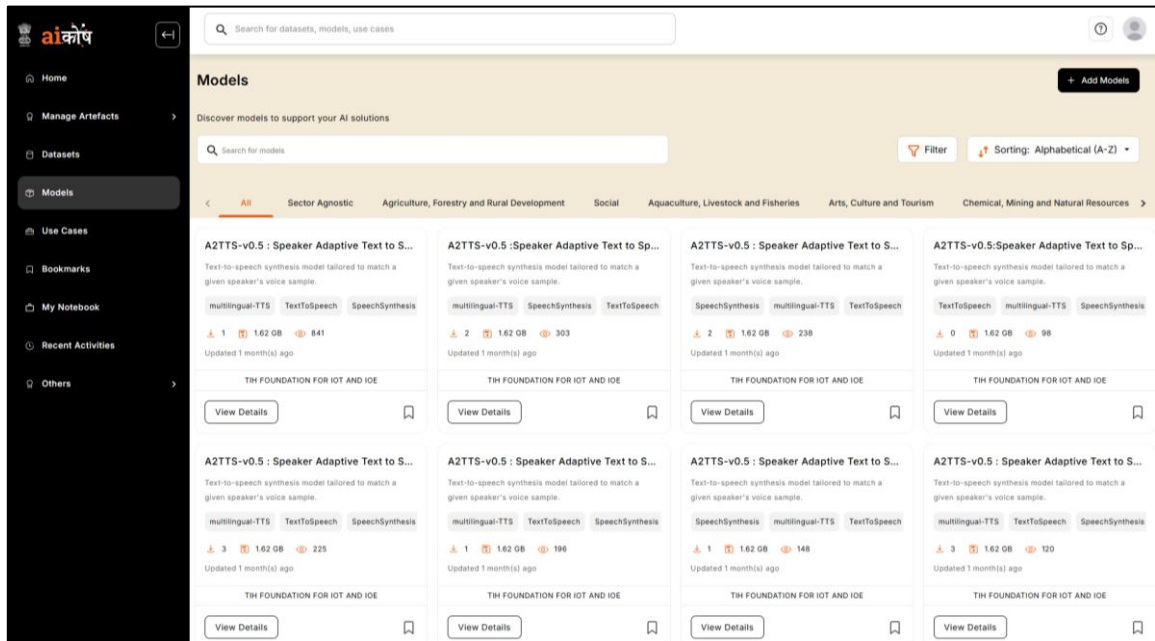 aiकोष
Search for datasets, models, use cases
Home
Manage Artefacts
Datasets
Models
Use Cases
Bookmarks
My Notebook
Recent Activities
Others
Models
+ Add Models
Discover models to support your AI solutions
Search for models
Filter
Sorting: Alphabetical (A-Z)
All Sector Agnostic Agriculture, Forestry and Rural Development Social Aquaculture, Livestock and Fisheries Arts, Culture and Tourism Chemical, Mining and Natural Resources
A2TTS-v0.5 : Speaker Adaptive Text to S...
Text-to-speech synthesis model tailored to match a
given speaker's voice sample.
multilingual-TTS TextToSpeech SpeechSynthesis
1 1.62 GB 841
Updated 1 month(s) ago
TIH FOUNDATION FOR IOT AND IOE
View Details
A2TTS-v0.5 :Speaker Adaptive Text to Sp...
Text-to-speech synthesis model tailored to match a
given speaker's voice sample.
multilingual-TTS SpeechSynthesis TextToSpeech
2 1.62 GB 303
Updated 1 month(s) ago
TIH FOUNDATION FOR IOT AND IOE
View Details
A2TTS-v0.5 : Speaker Adaptive Text to S...
Text-to-speech synthesis model tailored to match a
given speaker's voice sample.
SpeechSynthesis multilingual-TTS TextToSpeech
2 1.62 GB 238
Updated 1 month(s) ago
TIH FOUNDATION FOR IOT AND IOE
View Details
A2TTS-v0.5:Speaker Adaptive Text to Sp...
Text-to-speech synthesis model tailored to match a
given speaker's voice sample.
TextToSpeech multilingual-TTS SpeechSynthesis
0 1.62 GB 98
Updated 1 month(s) ago
TIH FOUNDATION FOR IOT AND IOE
View Details
A2TTS-v0.5 : Speaker Adaptive Text to S...
Text-to-speech synthesis model tailored to match a
given speaker's voice sample.
multilingual-TTS TextToSpeech SpeechSynthesis
3 1.62 GB 225
Updated 1 month(s) ago
TIH FOUNDATION FOR IOT AND IOE
View Details
A2TTS-v0.5 : Speaker Adaptive Text to S...
Text-to-speech synthesis model tailored to match a
given speaker's voice sample.
multilingual-TTS TextToSpeech SpeechSynthesis
1 1.62 GB 196
Updated 1 month(s) ago
TIH FOUNDATION FOR IOT AND IOE
View Details
A2TTS-v0.5 : Speaker Adaptive Text to S...
Text-to-speech synthesis model tailored to match a
given speaker's voice sample.
SpeechSynthesis multilingual-TTS TextToSpeech
1 1.62 GB 148
Updated 1 month(s) ago
TIH FOUNDATION FOR IOT AND IOE
View Details
A2TTS-v0.5 : Speaker Adaptive Text to S...
Text-to-speech synthesis model tailored to match a
given speaker's voice sample.
multilingual-TTS TextToSpeech SpeechSynthesis
3 1.62 GB 120
Updated 1 month(s) ago
TIH FOUNDATION FOR IOT AND IOE
View Details